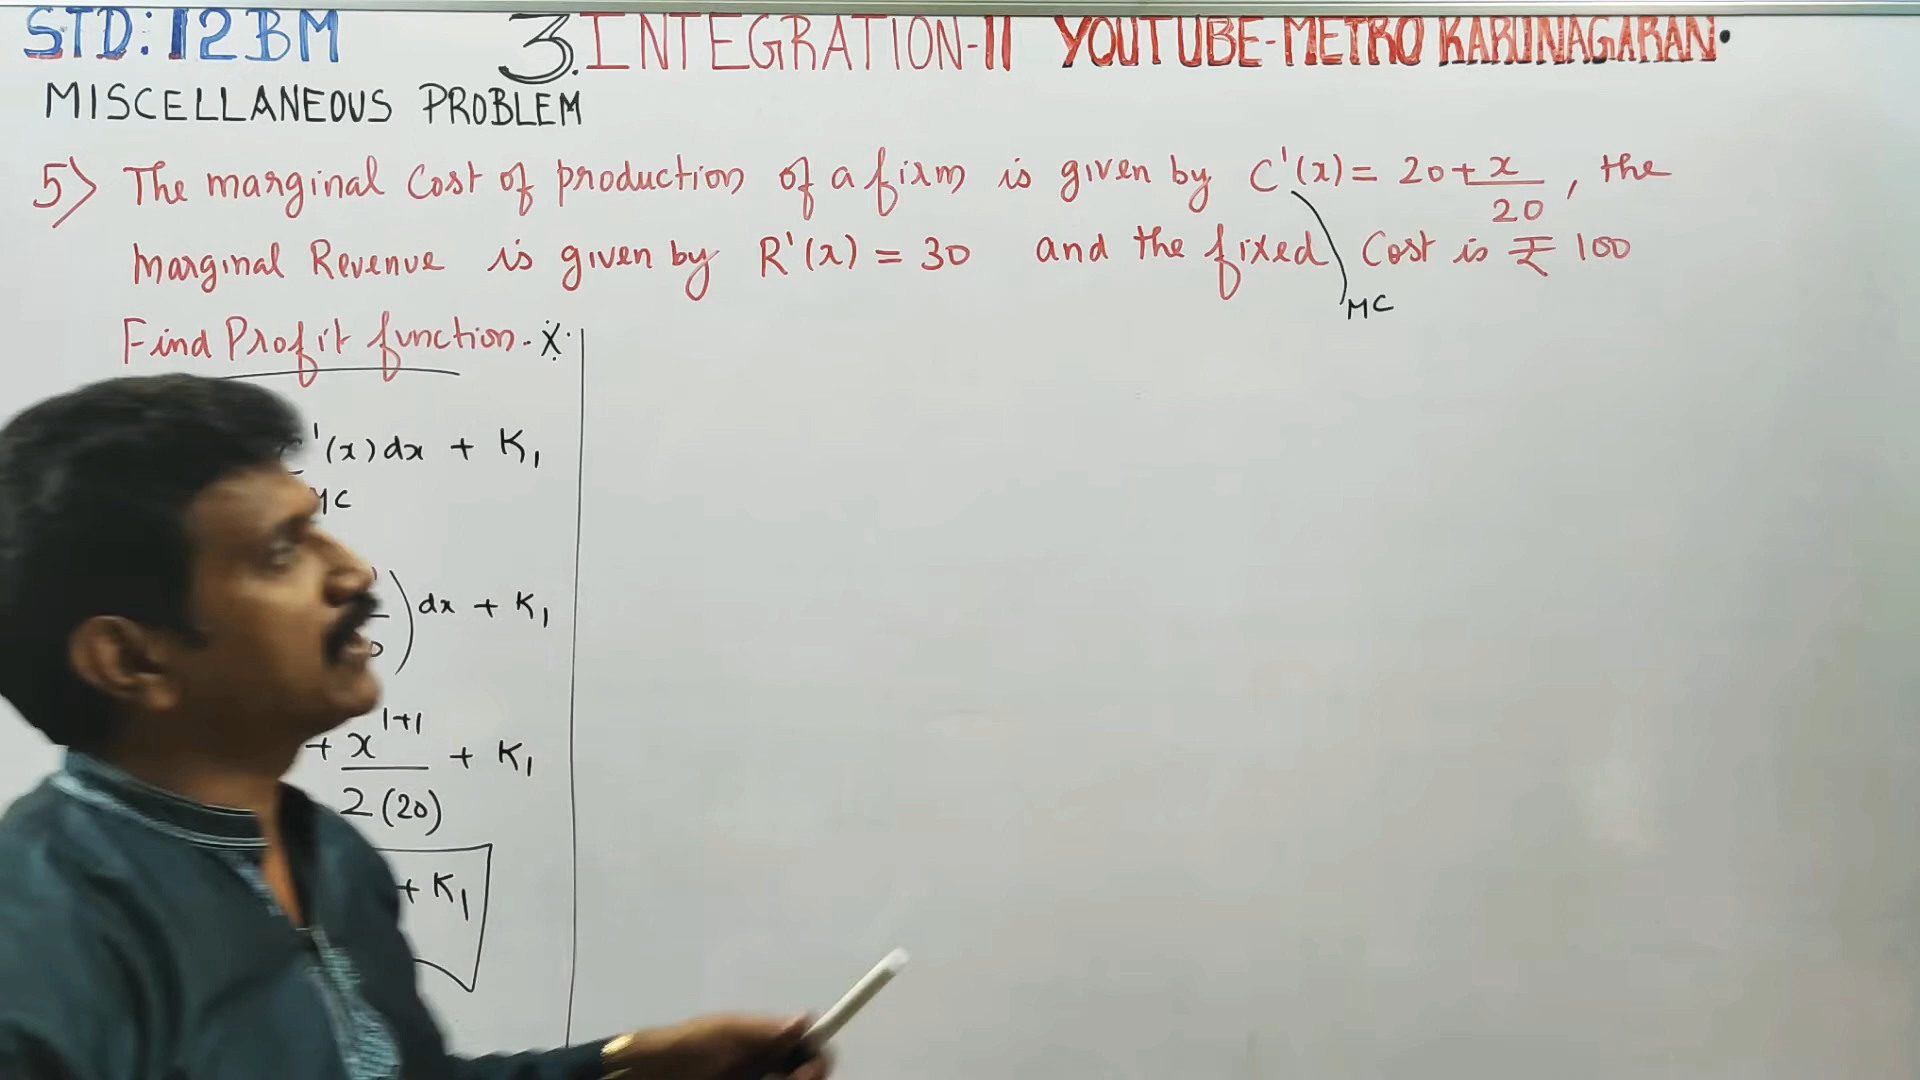 STD: 12BM 3. INTEGRATION-II YOUTUBE-METRO KARUNAGARAN.
MISCELLANEOUS PROBLEM
5) The marginal Cost of production of a firm is given by C'(x) = 20 + x/20, the
Marginal Revenue is given by R'(x) = 30 and the fixed Cost is ₹ 100
MC
Find Profit function.
'(x) dx + K₁
MC
) dx + K₁
+ x^(1+1)/2(20) + K₁
+ K₁